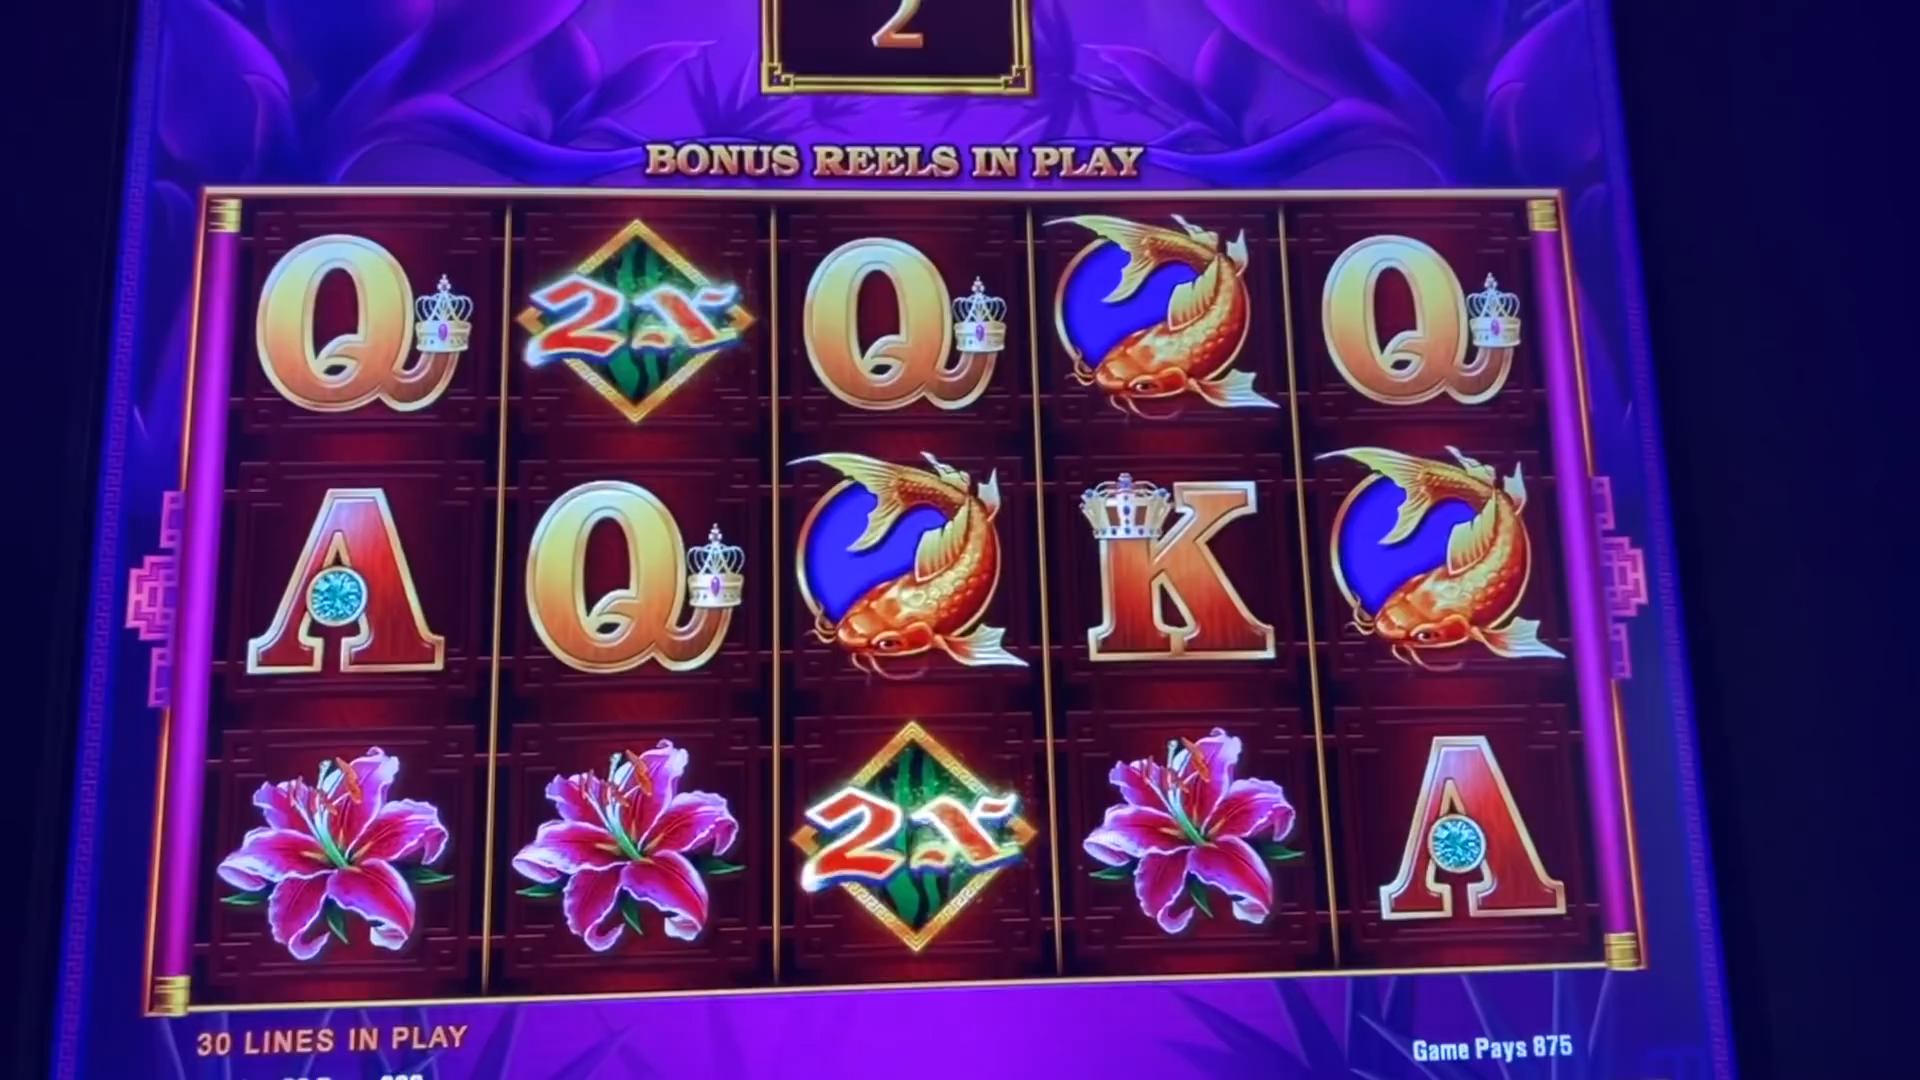 2
BONUS REELS IN PLAY
Q 2x Q Q
A Q K
2x A
30 LINES IN PLAY
Game Pays 875